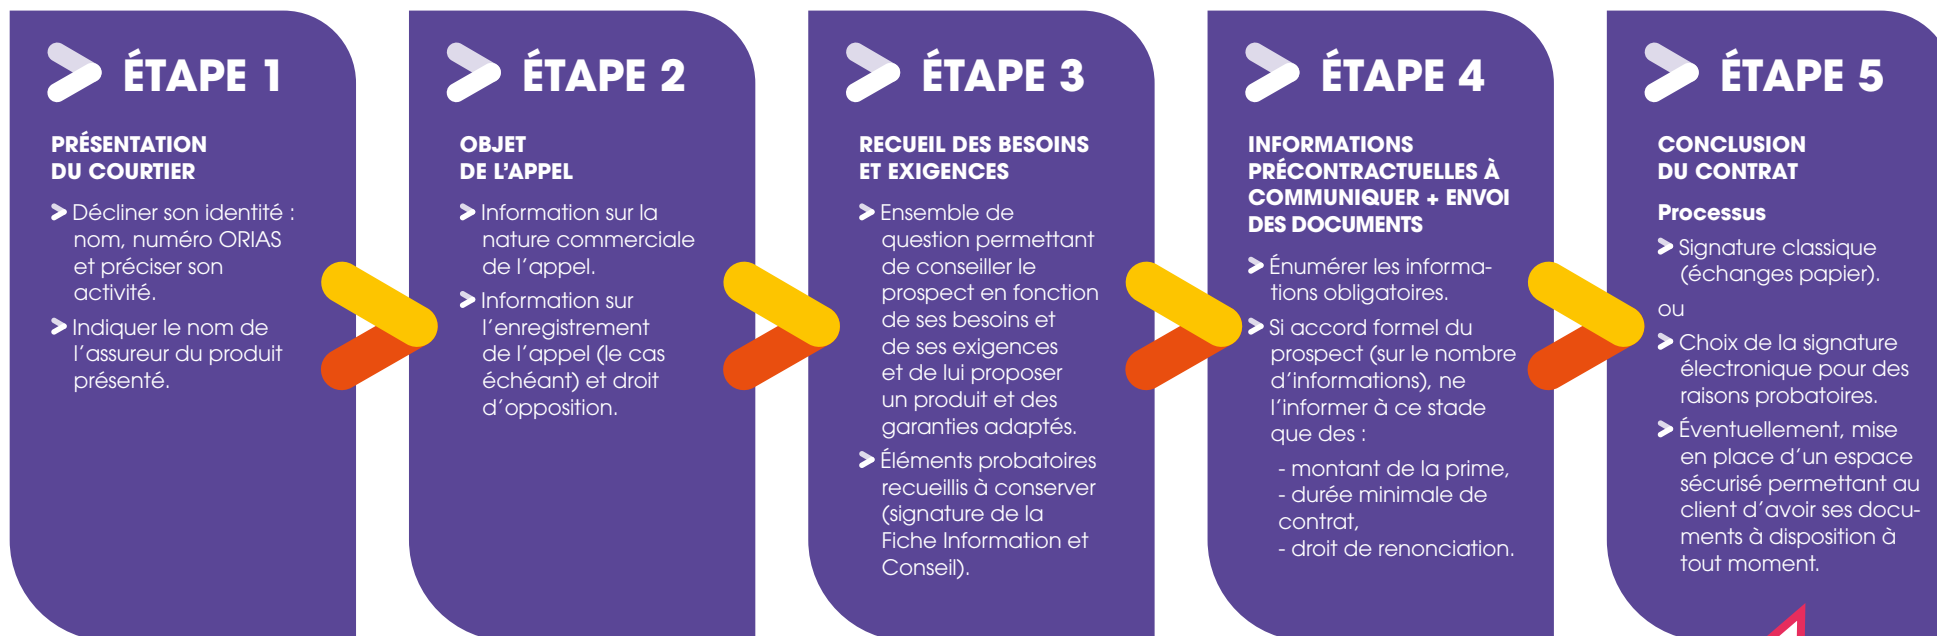 ÉTAPE 1
PRÉSENTATION
DU COURTIER
Décliner son identité :
nom, numéro ORIAS
et préciser son
activité.
Indiquer le nom de
l'assureur du produit
présenté.
ÉTAPE 2
OBJET
DE L'APPEL
Information sur la
nature commerciale
de l'appel.
Information sur
l'enregistrement
de l'appel (le cas
échéant) et droit
d'opposition.
ÉTAPE 3
RECUEIL DES BESOINS
ET EXIGENCES
Ensemble de
question permettant
de conseiller le
prospect en fonction
de ses besoins et
de ses exigences
et de lui proposer
un produit et des
garanties adaptés.
Éléments probatoires
recueillis à conserver
(signature de la
Fiche Information et
Conseil).
ÉTAPE 4
INFORMATIONS
PRÉCONTRACTUELLES À
COMMUNIQUER + ENVOI
DES DOCUMENTS
Énumérer les informa-
tions obligatoires.
Si accord formel du
prospect (sur le nombre
d'informations), ne
l'informer à ce stade
que des :
- montant de la prime,
- durée minimale de
contrat,
- droit de renonciation.
ÉTAPE 5
CONCLUSION
DU CONTRAT
Processus
Signature classique
(échanges papier).
ou
Choix de la signature
électronique pour des
raisons probatoires.
Éventuellement, mise
en place d'un espace
sécurisé permettant au
client d'avoir ses docu-
ments à disposition à
tout moment.